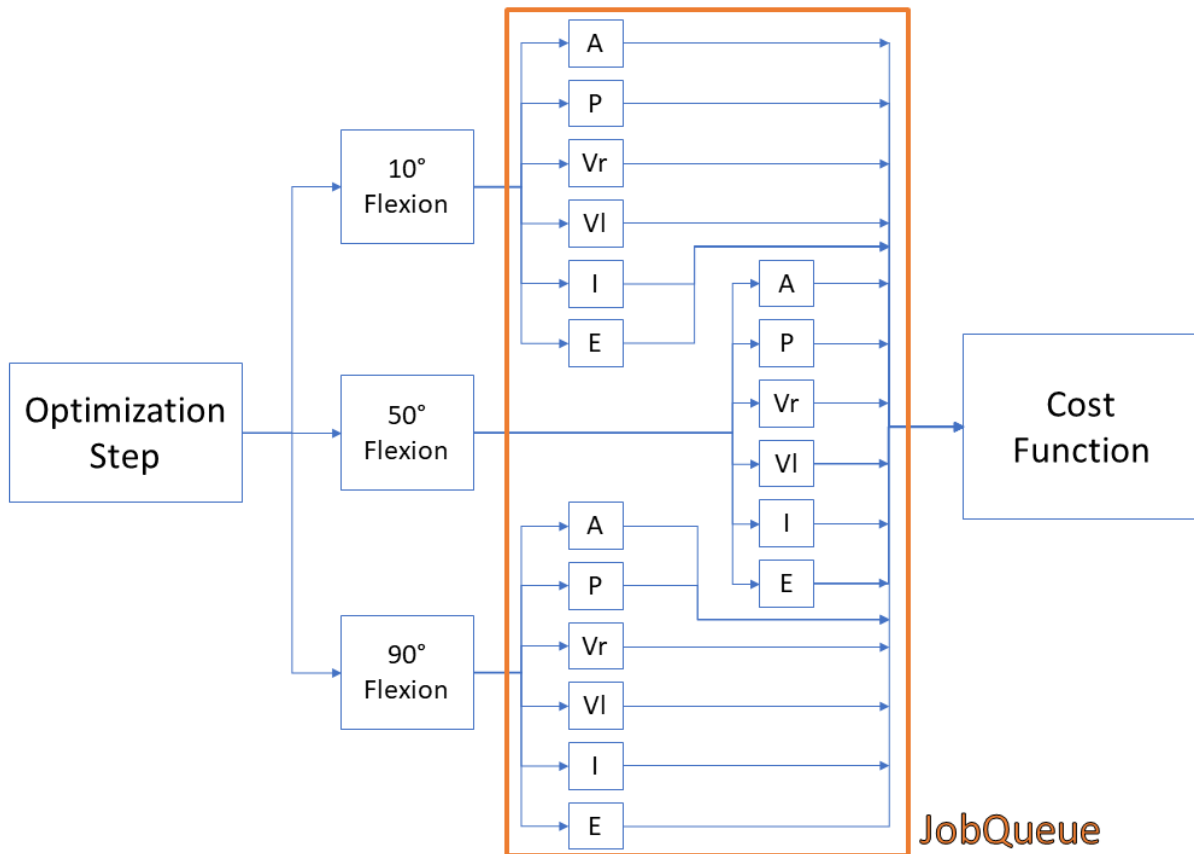 Optimization
Step
10°
Flexion
50°
Flexion
90°
Flexion
A
P
Vr
Vl
I
E
A
P
Vr
Vl
I
E
A
P
Vr
Vl
I
E
Cost
Function
JobQueue